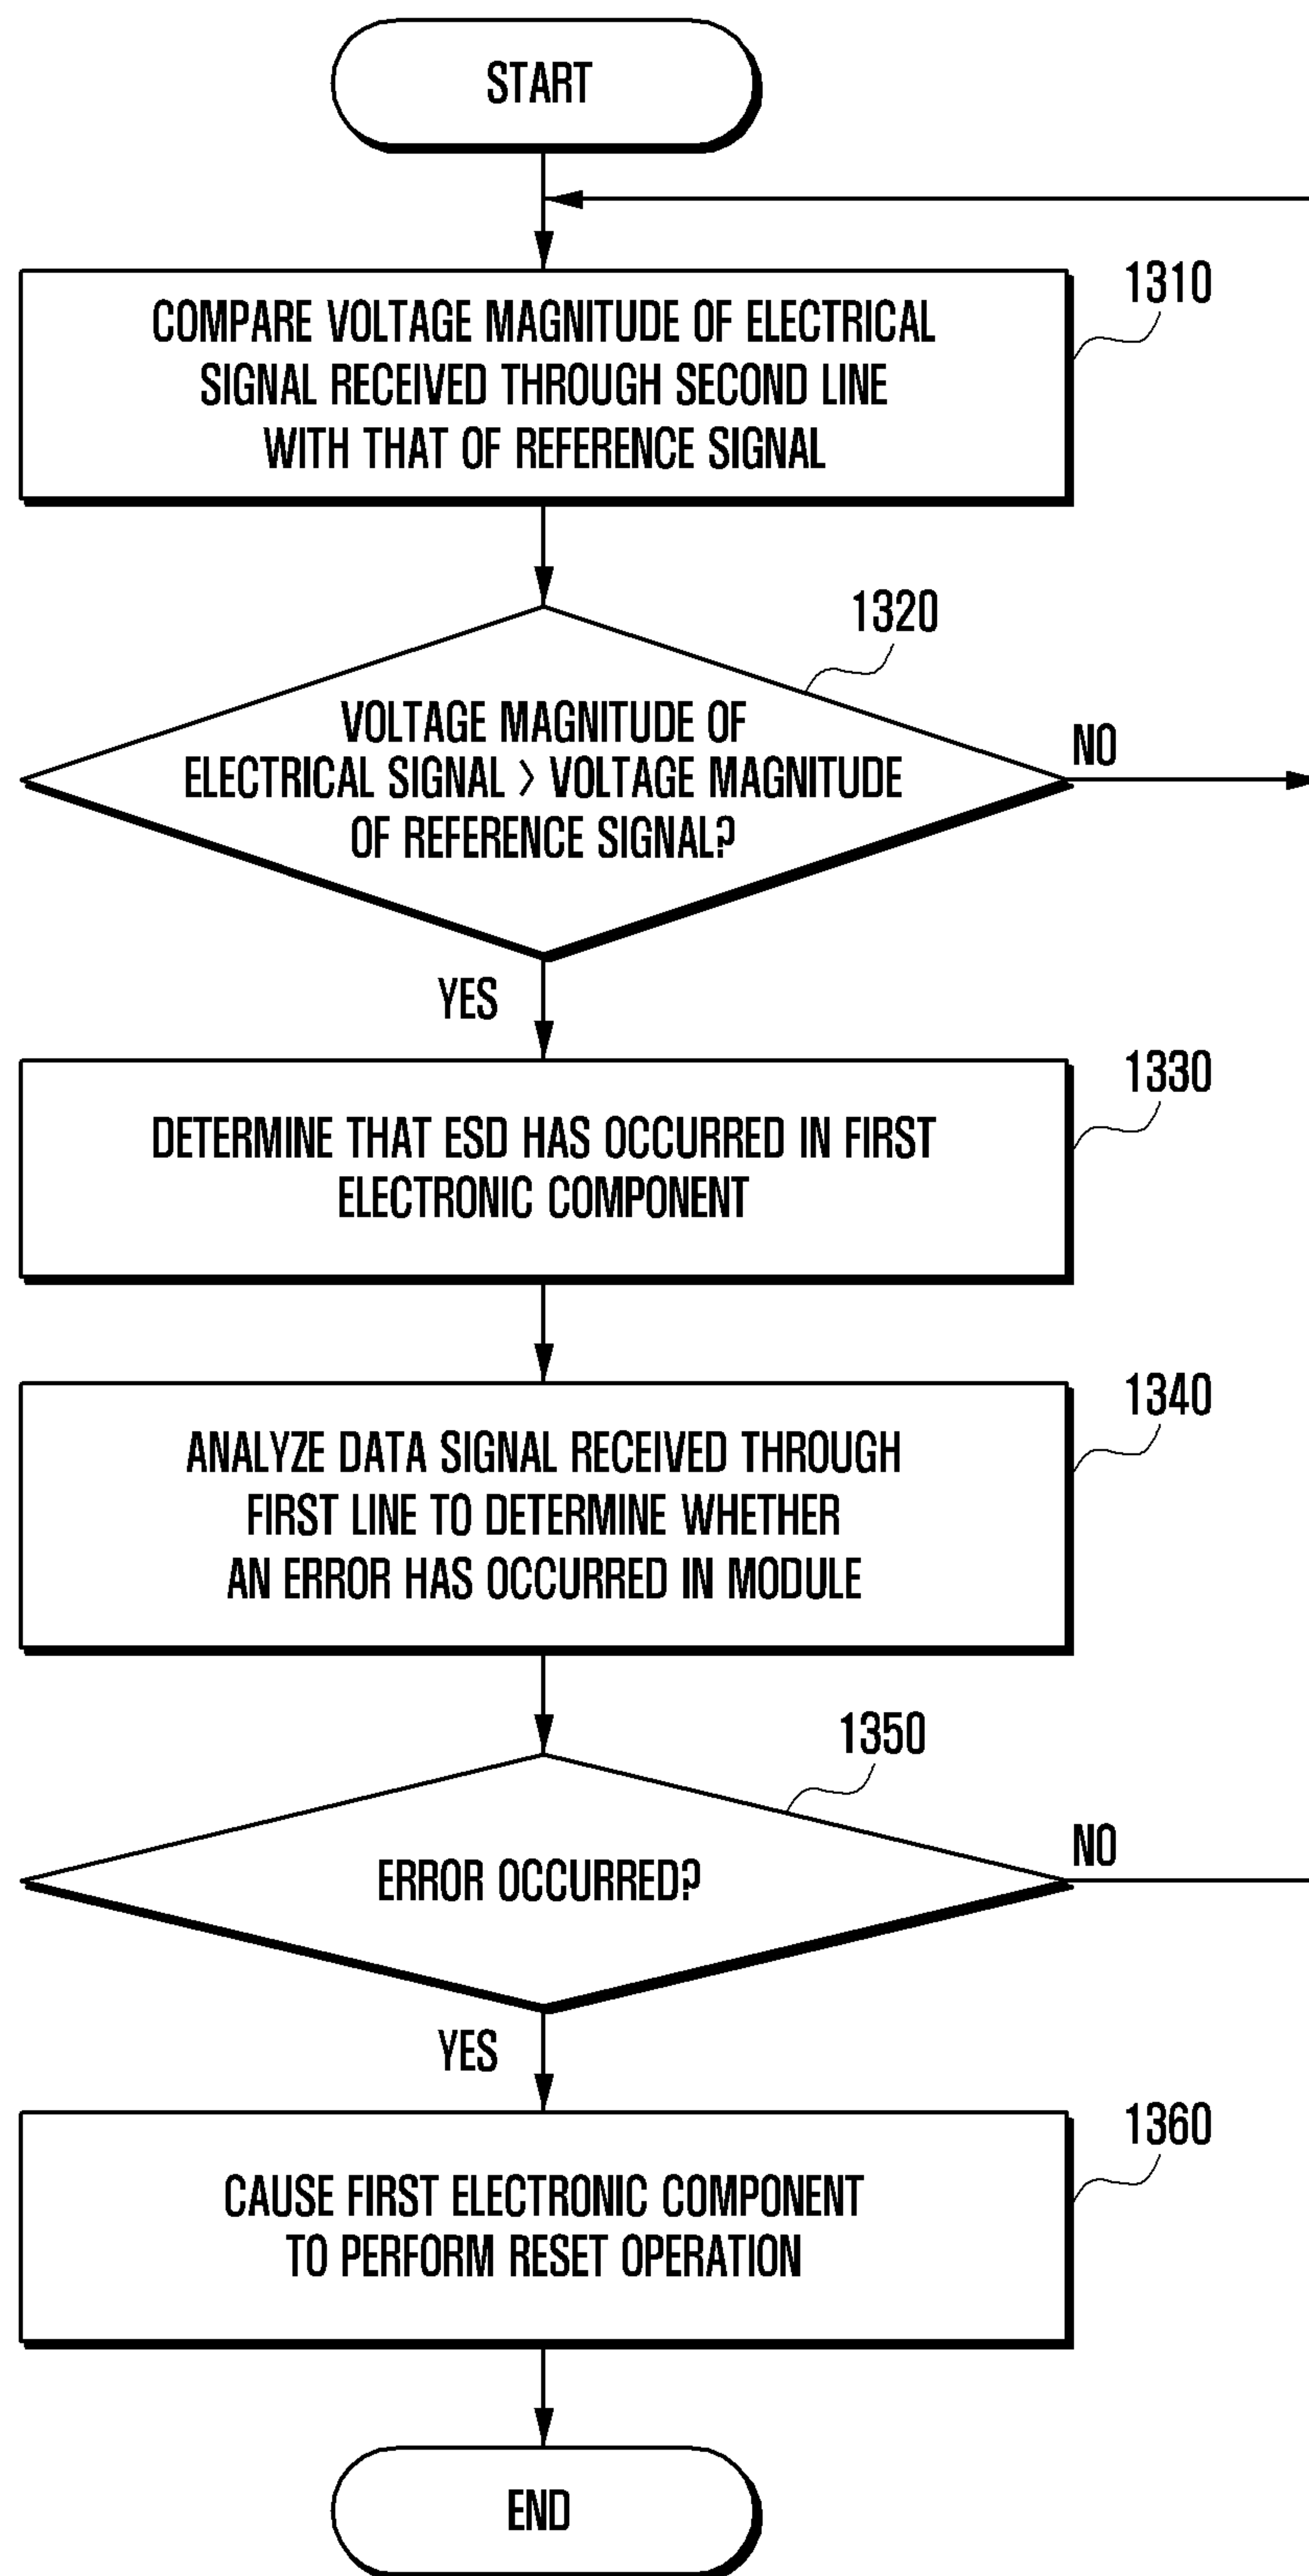 START
1310
COMPARE VOLTAGE MAGNITUDE OF ELECTRICAL
SIGNAL RECEIVED THROUGH SECOND LINE
WITH THAT OF REFERENCE SIGNAL
1320
VOLTAGE MAGNITUDE OF
ELECTRICAL SIGNAL > VOLTAGE MAGNITUDE
OF REFERENCE SIGNAL?
NO
YES
1330
DETERMINE THAT ESD HAS OCCURRED IN FIRST
ELECTRONIC COMPONENT
1340
ANALYZE DATA SIGNAL RECEIVED THROUGH
FIRST LINE TO DETERMINE WHETHER
AN ERROR HAS OCCURRED IN MODULE
1350
ERROR OCCURRED?
NO
YES
1360
CAUSE FIRST ELECTRONIC COMPONENT
TO PERFORM RESET OPERATION
END